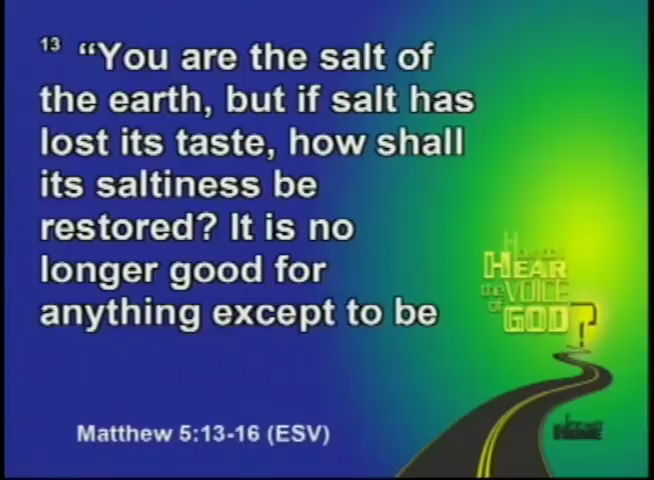 13 “You are the salt of
the earth, but if salt has
lost its taste, how shall
its saltiness be
restored? It is no
longer good for
anything except to be
HEAR
the VOICE
of GOD?
Matthew 5:13-16 (ESV)